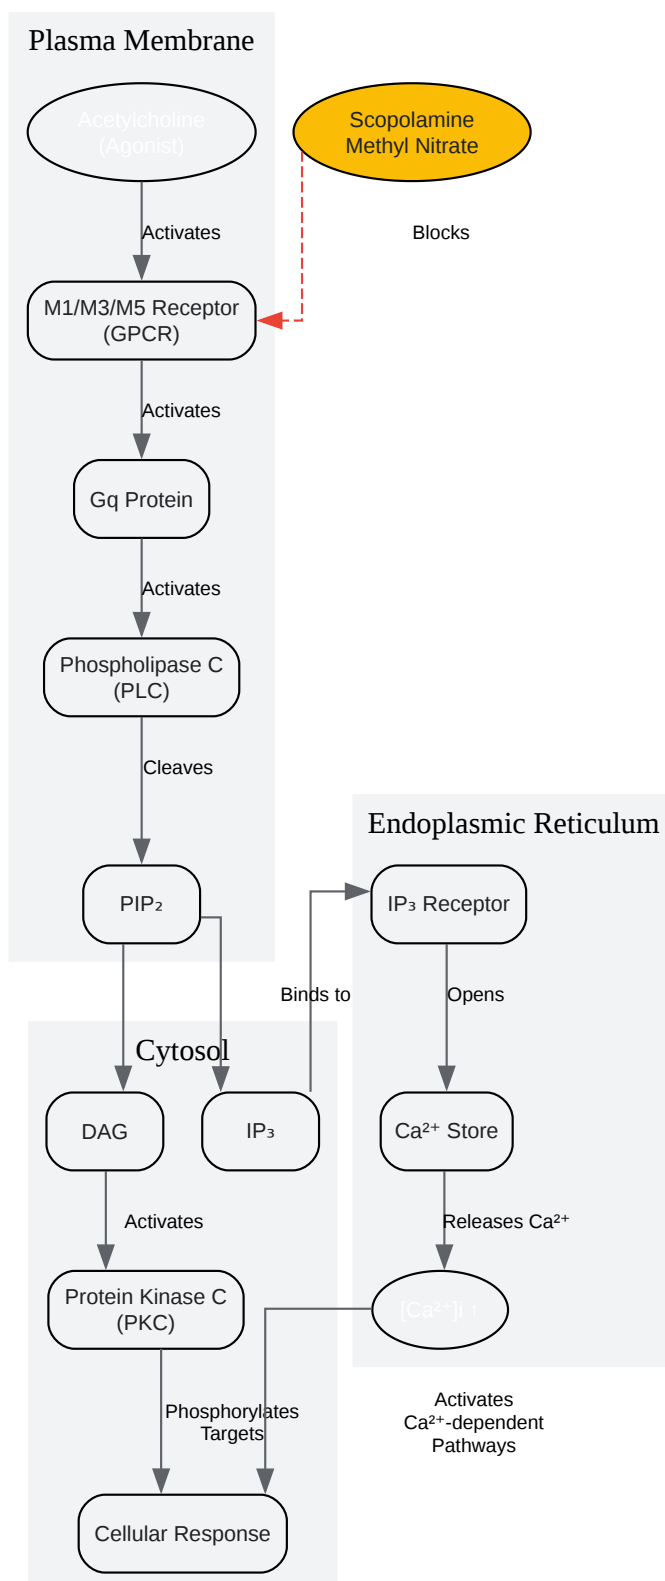 Plasma Membrane
Acetylcholine
(Agonist)
Scopolamine
Methyl Nitrate
Activates
Blocks
M1/M3/M5 Receptor
(GPCR)
Activates
Gq Protein
Activates
Phospholipase C
(PLC)
Cleaves
Endoplasmic Reticulum
PIP₂
IP₃ Receptor
Binds to
Opens
Cytosol
DAG
IP₃
Ca²⁺ Store
Activates
Releases Ca²⁺
Protein Kinase C
(PKC)
[Ca²⁺]i ↑
Phosphorylates
Targets
Activates
Ca²⁺-dependent
Pathways
Cellular Response